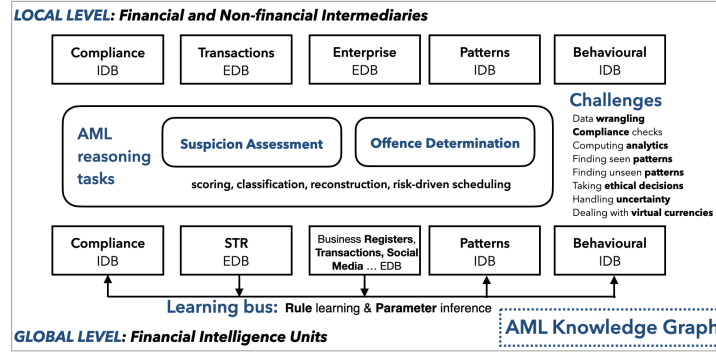 LOCAL LEVEL: Financial and Non-financial Intermediaries
Compliance
IDB
Transactions
EDB
Enterprise
EDB
Patterns
IDB
Behavioural
IDB
AML
reasoning
tasks
Suspicion Assessment
Offence Determination
scoring, classification, reconstruction, risk-driven scheduling
Challenges
Data wrangling
Compliance checks
Computing analytics
Finding seen patterns
Finding unseen patterns
Taking ethical decisions
Handling uncertainty
Dealing with virtual currencies
Compliance
IDB
STR
EDB
Business Registers,
Transactions, Social
Media ... EDB
Patterns
IDB
Behavioural
IDB
Learning bus: Rule learning & Parameter inference
GLOBAL LEVEL: Financial Intelligence Units
AML Knowledge Graph